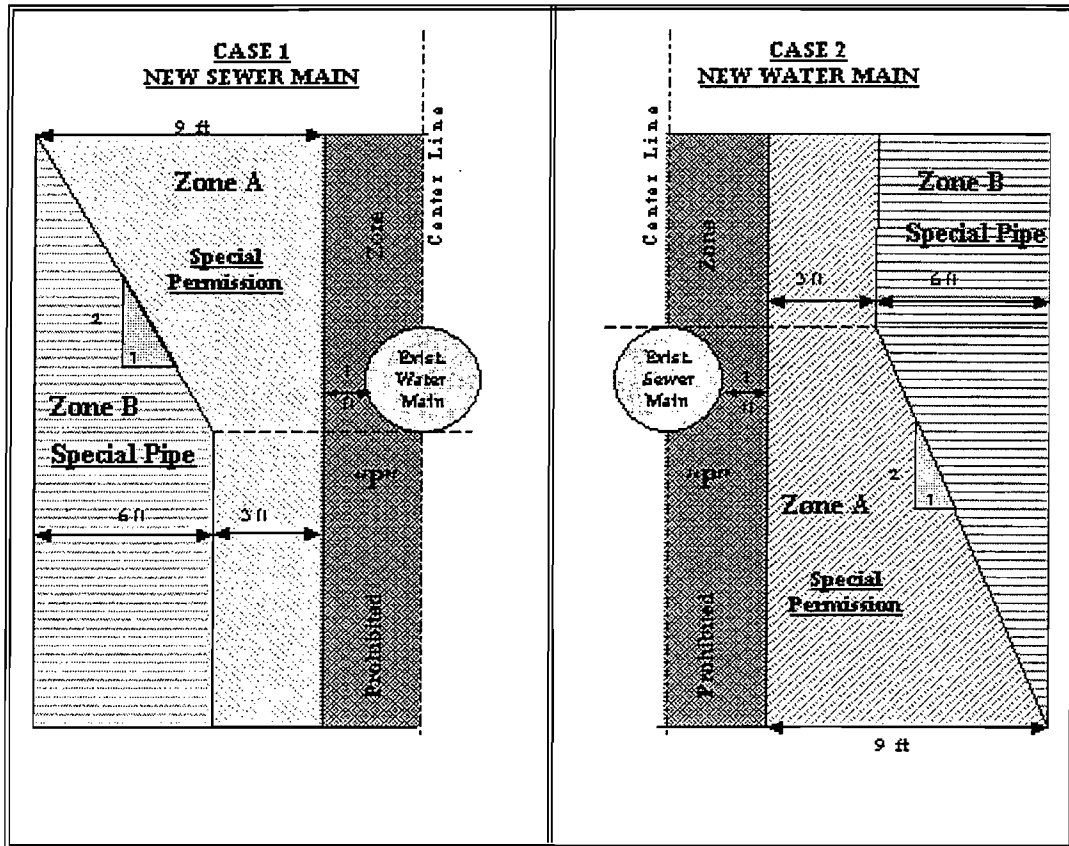 CASE 1
NEW SEWER MAIN
9 ft
Zone A
Special
Permission
2
1
Zone B
Special Pipe
6 ft
3 ft
Zone
1
ft
"P"
Prohibited
Exist.
Water
Main
Center Line
CASE 2
NEW WATER MAIN
Center Line
Zone
Zone B
Special Pipe
3 ft
6 ft
Exist.
Sewer
Main
1
ft
"P"
Prohibited
2
1
Zone A
Special
Permission
9 ft